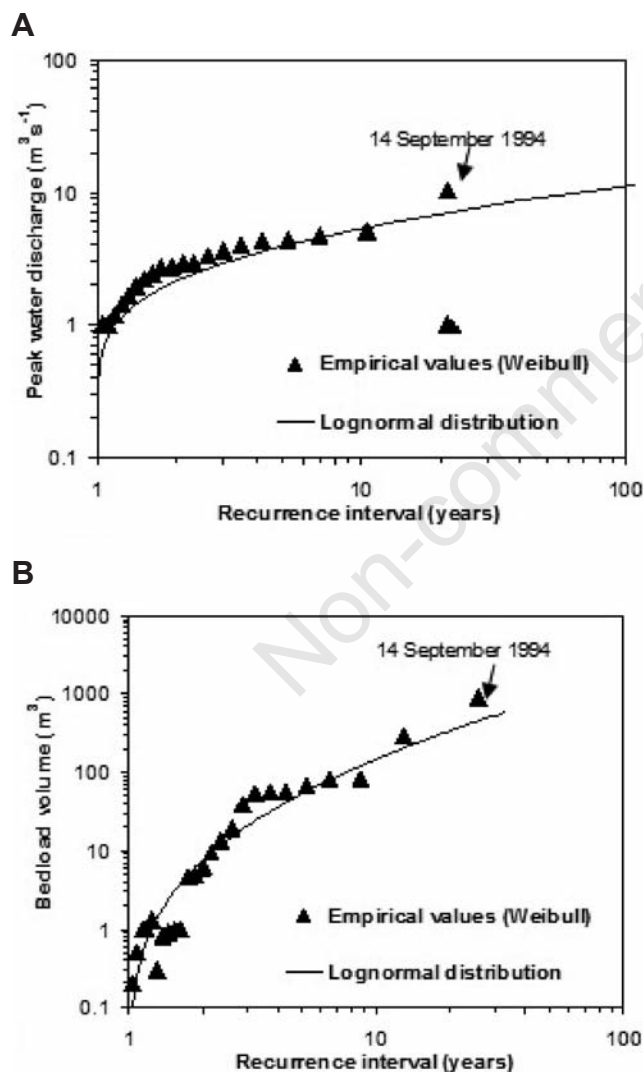 A
Peak water discharge (m³ s⁻¹)
100
10
1
0.1
14 September 1994
Empirical values (Weibull)
Lognormal distribution
1
10
100
Recurrence interval (years)
Non-commer
B
Bedload volume (m³)
10000
1000
100
10
1
0.1
14 September 1994
Empirical values (Weibull)
Lognormal distribution
1
10
100
Recurrence interval (years)